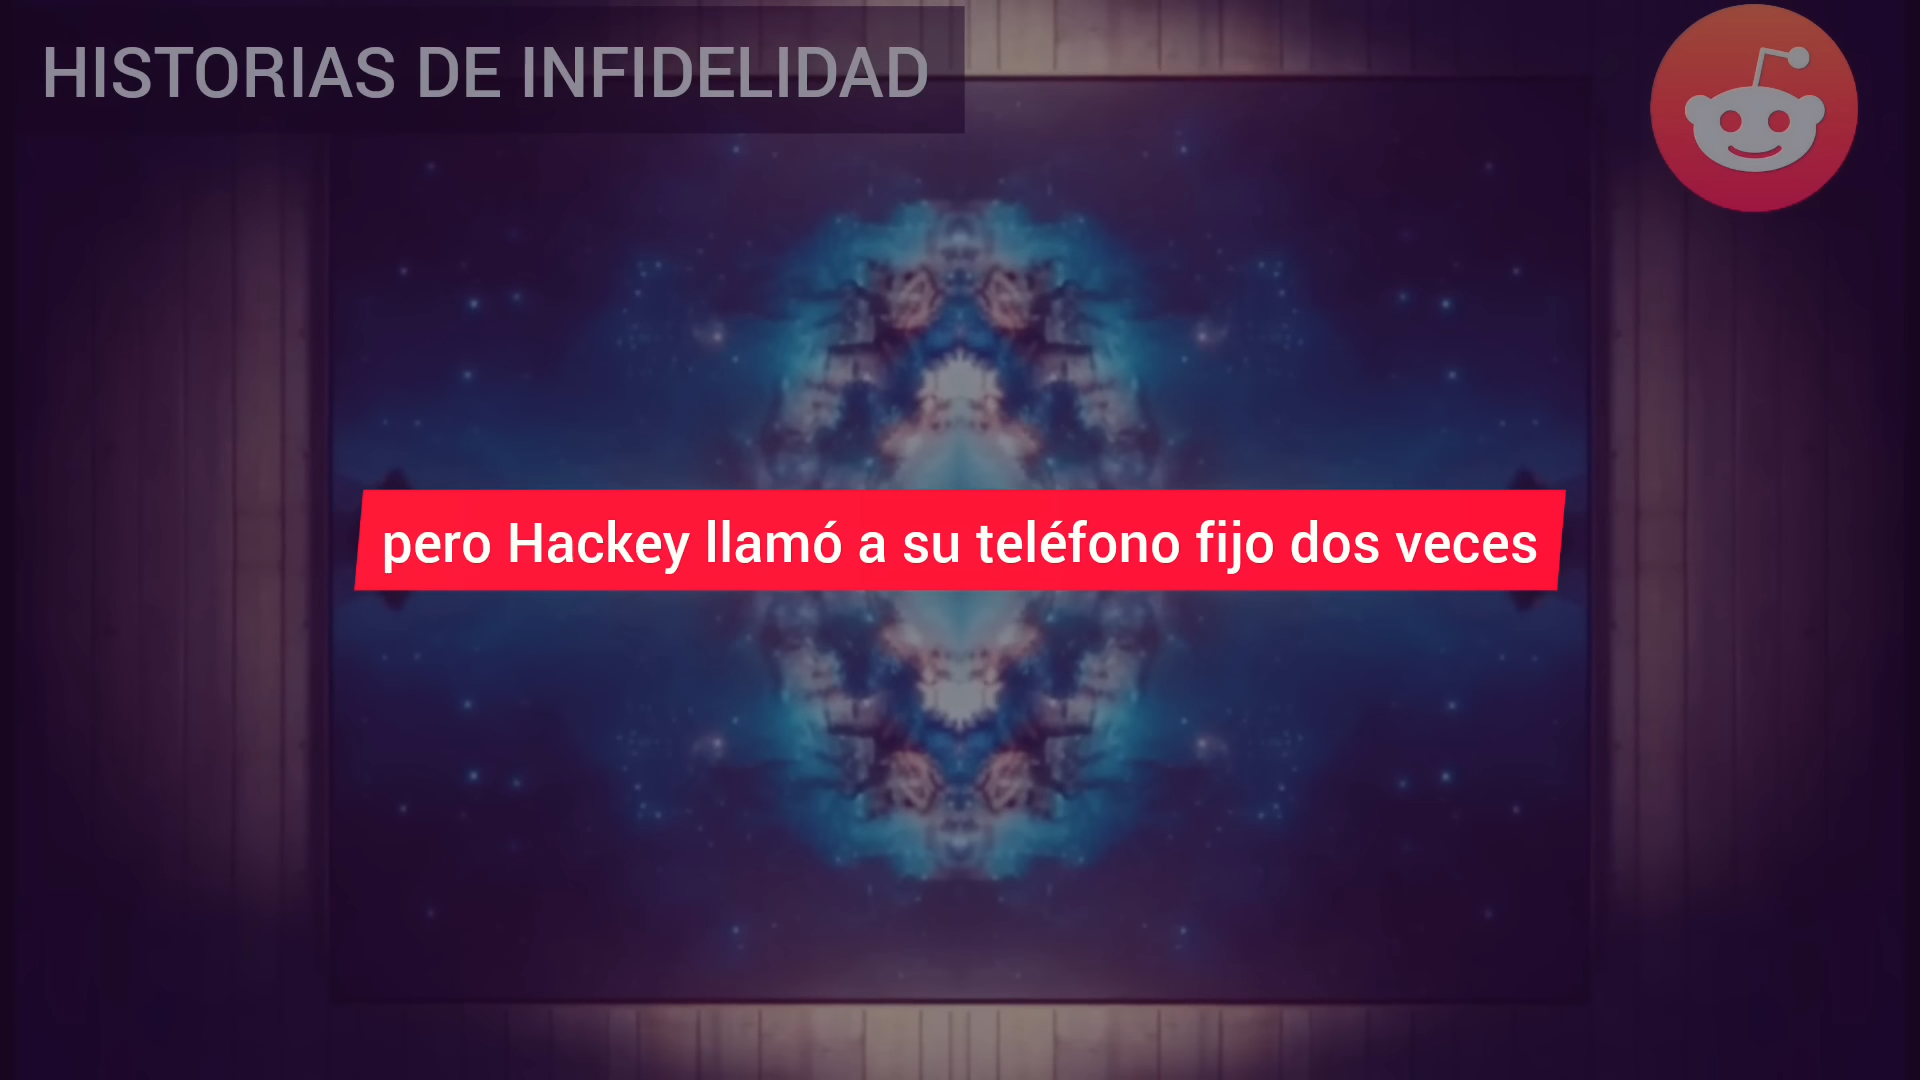 HISTORIAS DE INFIDELIDAD
pero Hackey llamó a su teléfono fijo dos veces